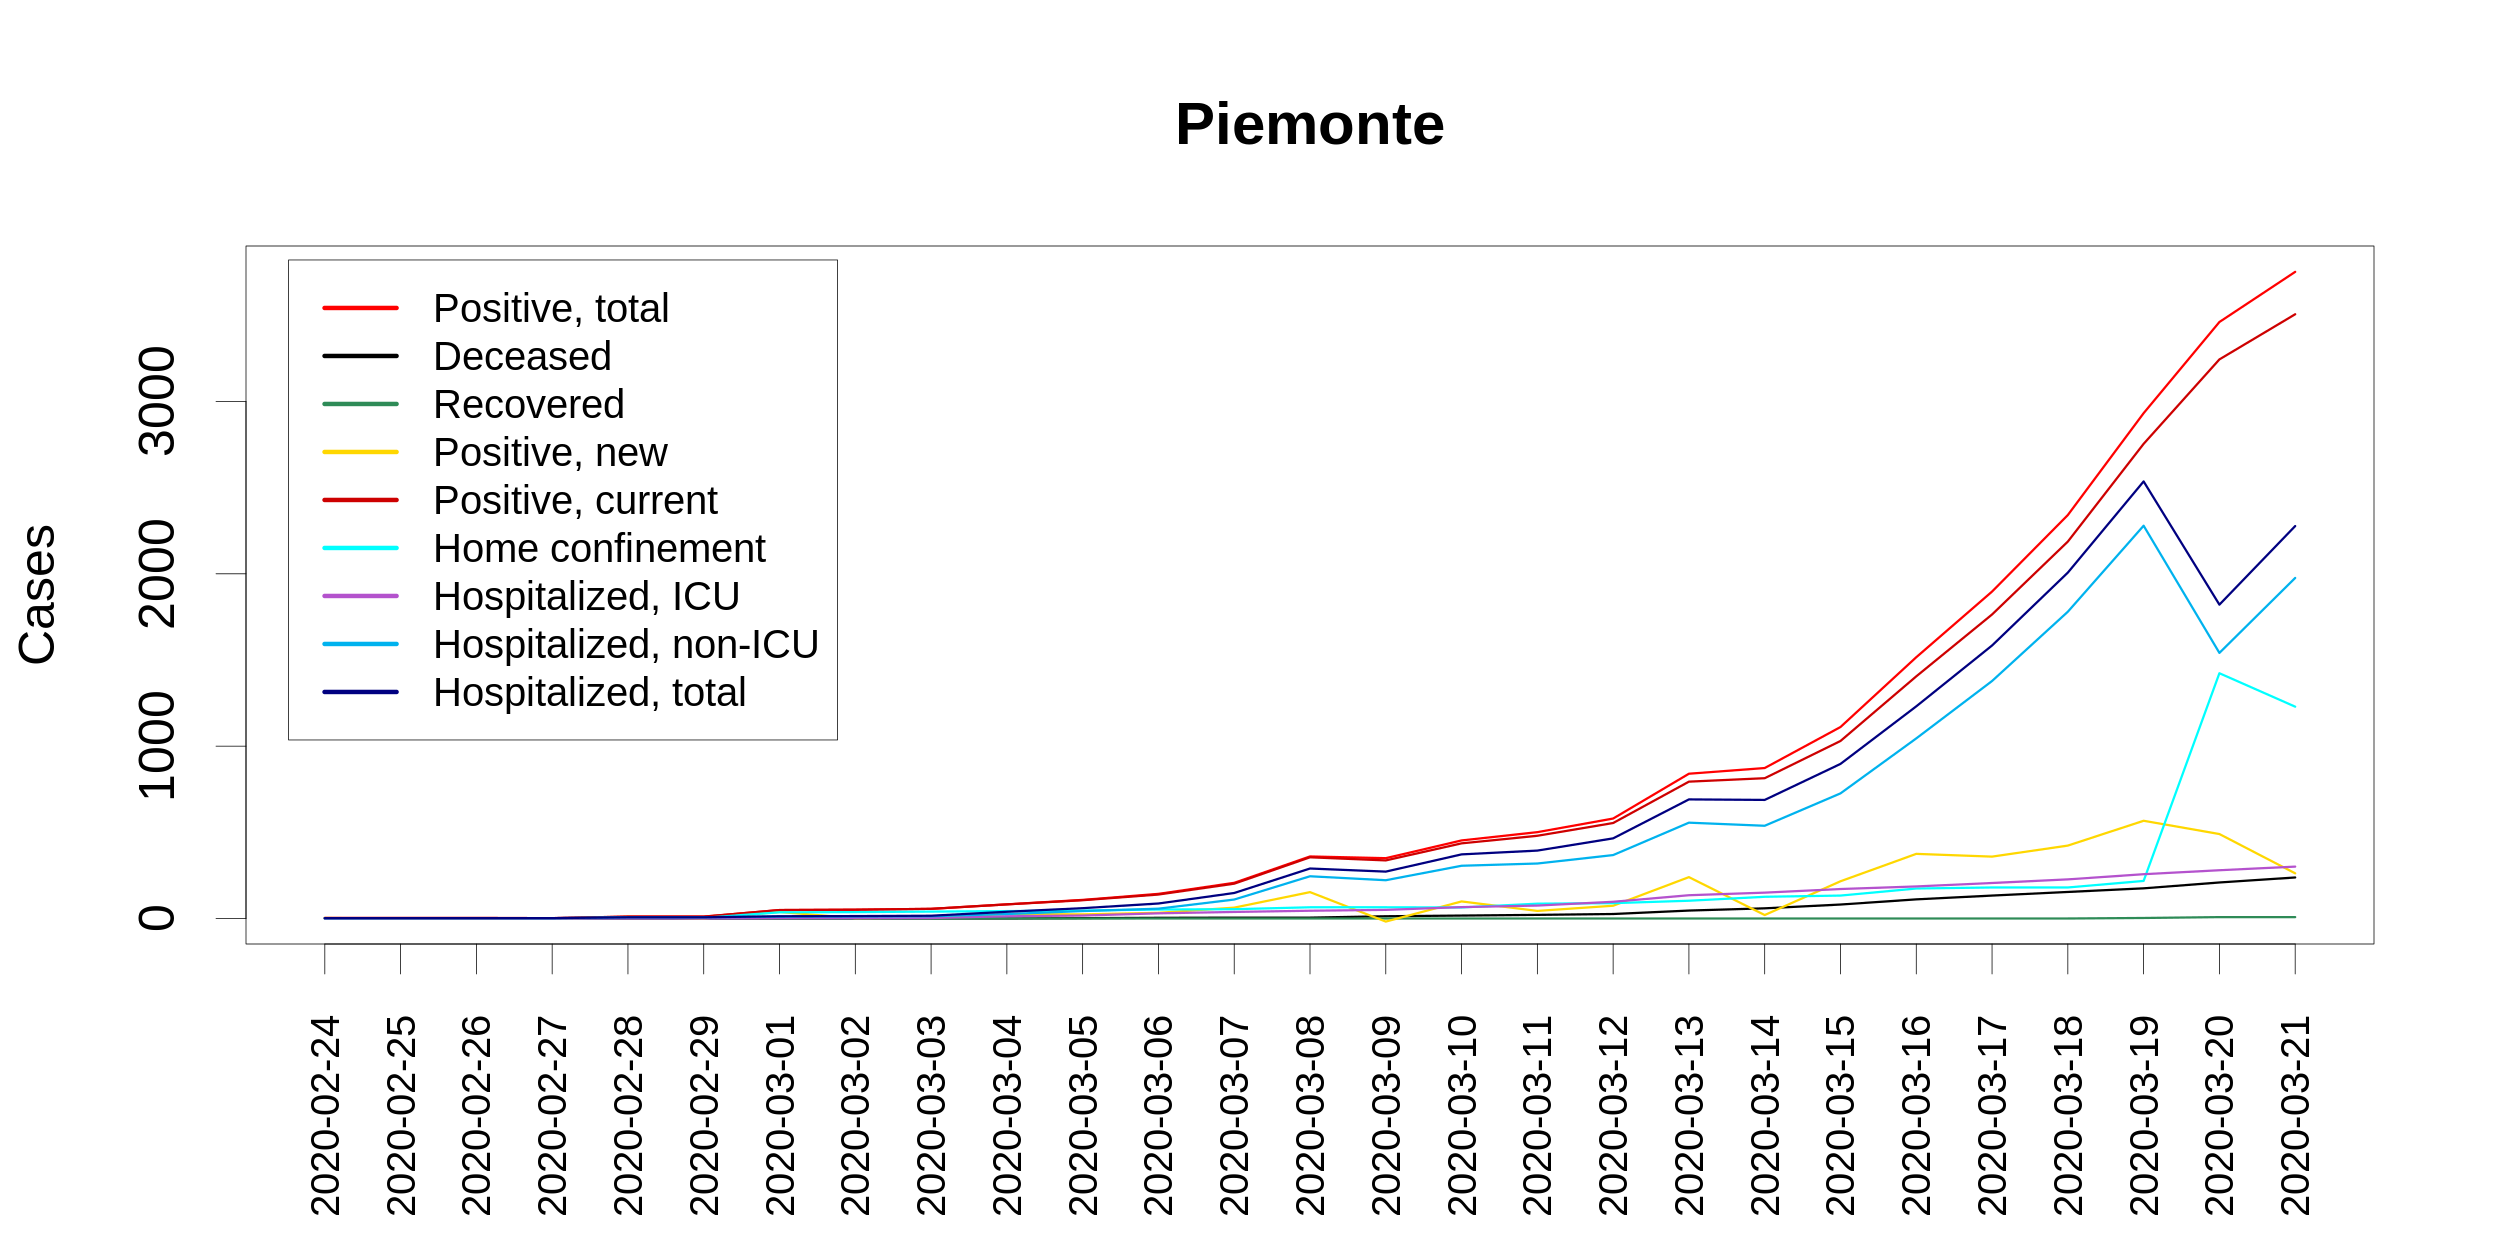 Piemonte
Cases
3000
2000
1000
0
Positive, total
Deceased
Recovered
Positive, new
Positive, current
Home confinement
Hospitalized, ICU
Hospitalized, non-ICU
Hospitalized, total
2020-02-24
2020-02-25
2020-02-26
2020-02-27
2020-02-28
2020-02-29
2020-03-01
2020-03-02
2020-03-03
2020-03-04
2020-03-05
2020-03-06
2020-03-07
2020-03-08
2020-03-09
2020-03-10
2020-03-11
2020-03-12
2020-03-13
2020-03-14
2020-03-15
2020-03-16
2020-03-17
2020-03-18
2020-03-19
2020-03-20
2020-03-21